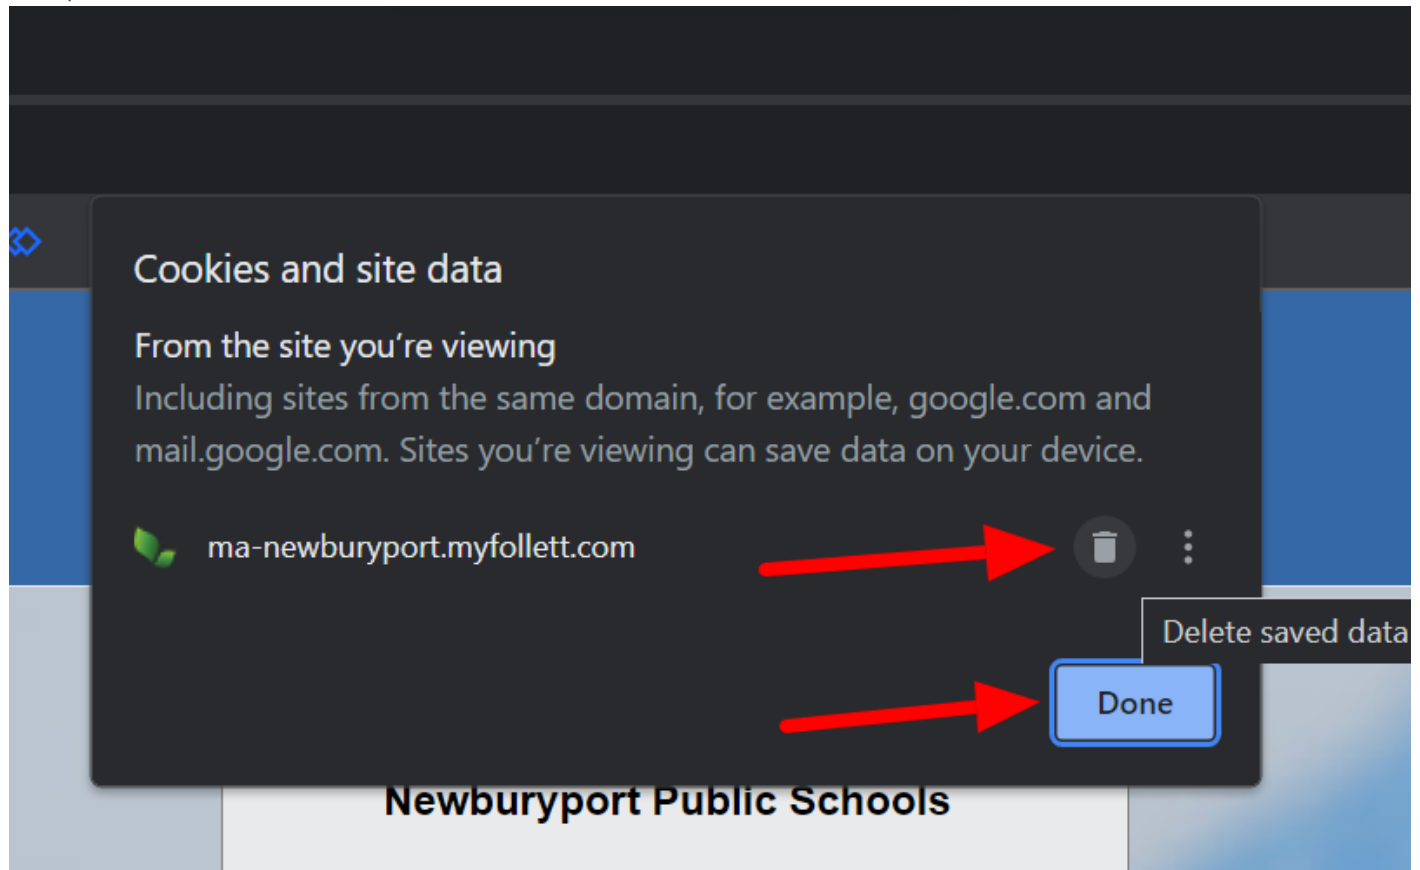 Cookies and site data
From the site you’re viewing
Including sites from the same domain, for example, google.com and
mail.google.com. Sites you’re viewing can save data on your device.
ma-newburyport.myfollett.com
Delete saved data
Done
Newburyport Public Schools